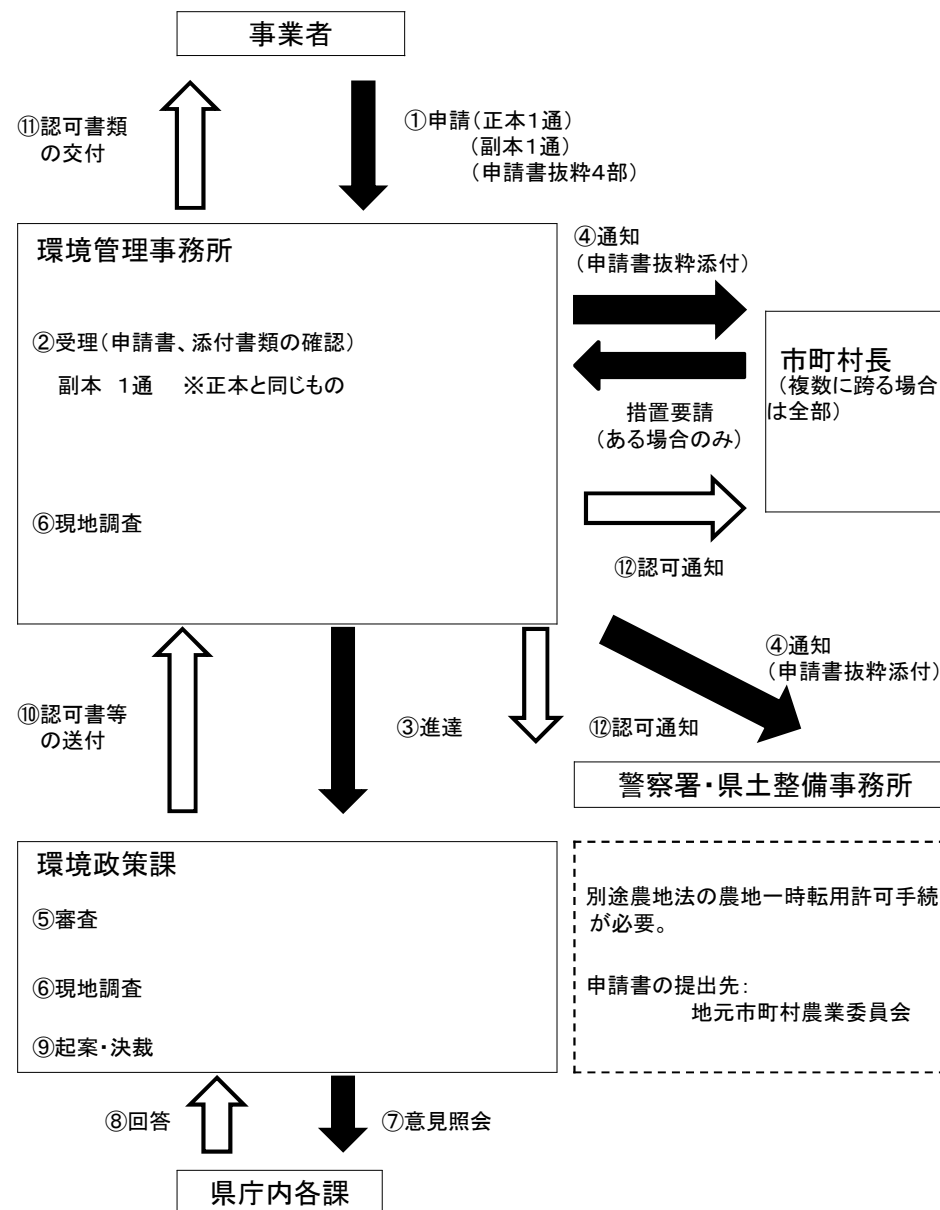 事業者
⑪認可書類
の交付
①申請(正本1通)
(副本1通)
(申請書抜粋4部)
環境管理事務所
②受理(申請書、添付書類の確認)
副本 1通 ※正本と同じもの
⑥現地調査
④通知
(申請書抜粋添付)
措置要請
(ある場合のみ)
⑫認可通知
市町村長
(複数に跨る場合
は全部)
⑩認可書等
の送付
③進達
⑫認可通知
④通知
(申請書抜粋添付)
警察署・県土整備事務所
環境政策課
⑤審査
⑥現地調査
⑨起案・決裁
別途農地法の農地一時転用許可手続
が必要。
申請書の提出先:
地元市町村農業委員会
⑧回答
⑦意見照会
県庁内各課